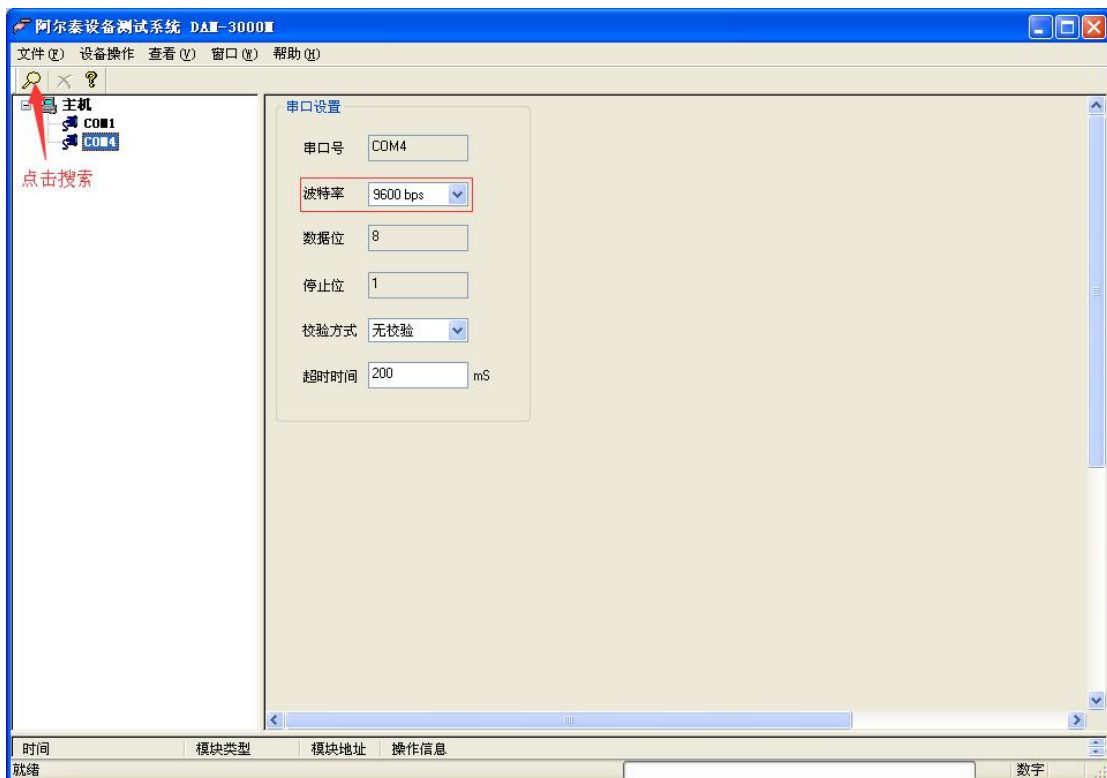 阿尔泰设备测试系统 DAM-3000M
文件(F) 设备操作 查看(V) 窗口(W) 帮助(H)
主机
COM1
COM4
点击搜索
串口设置
串口号 COM4
波特率 9600 bps
数据位 8
停止位 1
校验方式 无校验
超时时间 200 mS
时间 模块类型 模块地址 操作信息
就绪 数字